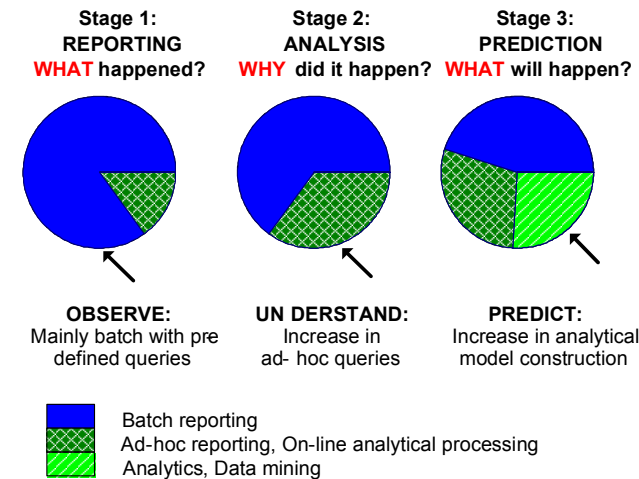 Stage 1:
REPORTING
WHAT happened?
Stage 2:
ANALYSIS
WHY did it happen?
Stage 3:
PREDICTION
WHAT will happen?
OBSERVE:
Mainly batch with pre
defined queries
UN DERSTAND:
Increase in
ad- hoc queries
PREDICT:
Increase in analytical
model construction
Batch reporting
Ad-hoc reporting, On-line analytical processing
Analytics, Data mining